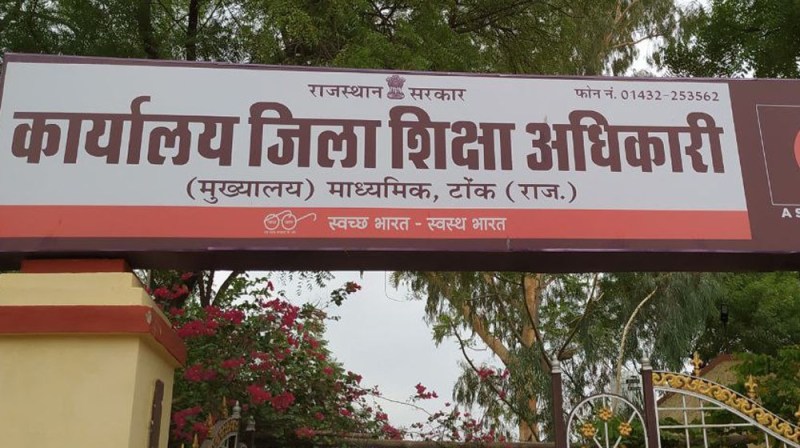 राजस्थान सरकार
फोन नं. 01432-253562
कार्यालय जिला शिक्षा अधिकारी
(मुख्यालय) माध्यमिक, टोंक (राज.)
स्वच्छ भारत - स्वस्थ भारत